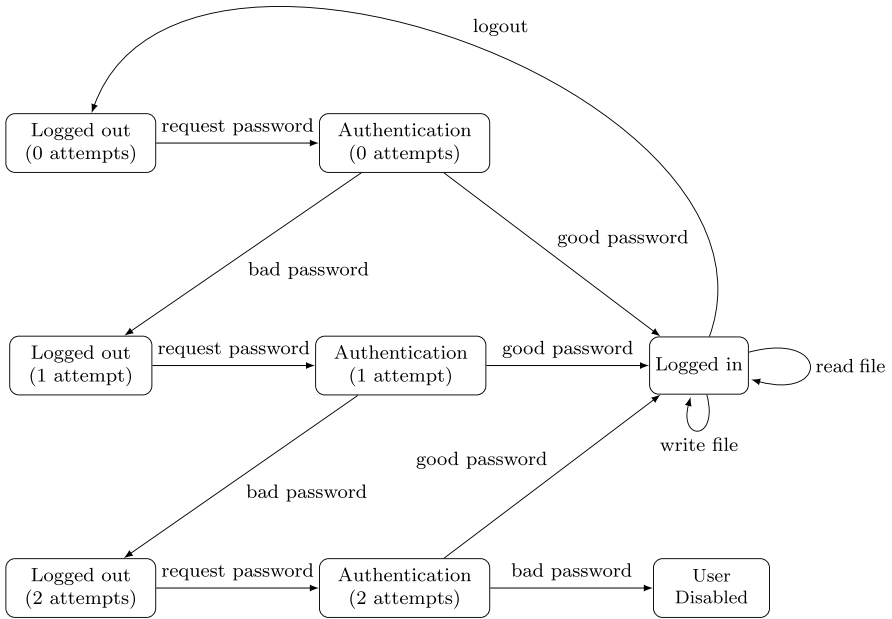 logout
Logged out
(0 attempts)
request password
Authentication
(0 attempts)
good password
bad password
Logged out
(1 attempt)
request password
Authentication
(1 attempt)
good password
Logged in
read file
write file
good password
bad password
Logged out
(2 attempts)
request password
Authentication
(2 attempts)
bad password
User
Disabled